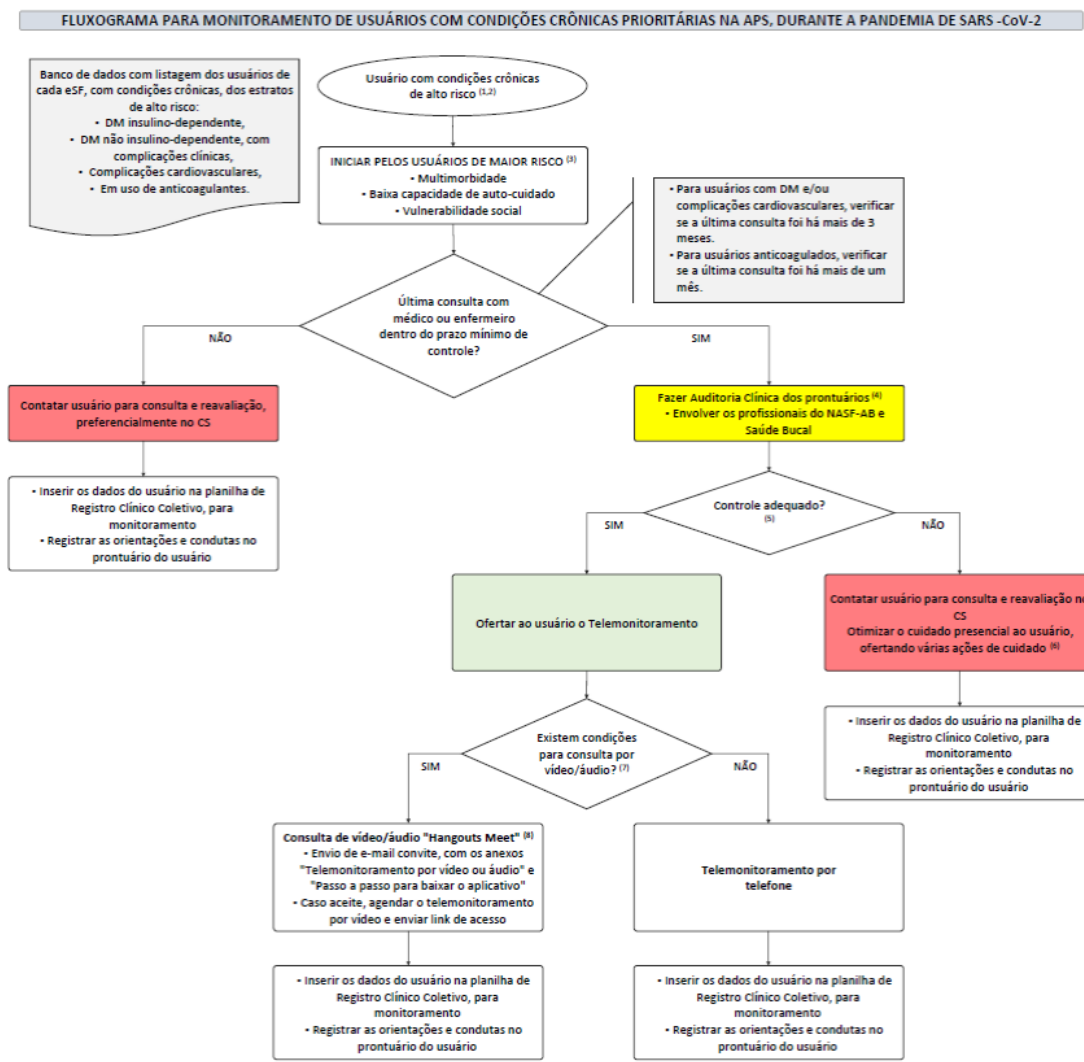 FLUXOGRAMA PARA MONITORAMENTO DE USUÁRIOS COM CONDIÇÕES CRÔNICAS PRIORITÁRIAS NA APS, DURANTE A PANDEMIA DE SARS -CoV-2
Banco de dados com listagem dos usuários de
cada eSF, com condições crônicas, dos estratos
de alto risco:
• DM insulino-dependente,
• DM não insulino-dependente, com
complicações clínicas,
• Complicações cardiovasculares,
• Em uso de anticoagulantes.
Usuário com condições crônicas
de alto risco (1,2)
INICIAR PELOS USUÁRIOS DE MAIOR RISCO (3)
• Multimorbidade
• Baixa capacidade de auto-cuidado
• Vulnerabilidade social
• Para usuários com DM e/ou
complicações cardiovasculares, verificar
se a última consulta foi há mais de 3
meses.
• Para usuários anticoagulados, verificar
se a última consulta foi há mais de um
mês.
Última consulta com
médico ou enfermeiro
dentro do prazo mínimo de
controle?
NÃO
SIM
Contatar usuário para consulta e reavaliação,
preferencialmente no CS
• Inserir os dados do usuário na planilha de
Registro Clínico Coletivo, para
monitoramento
• Registrar as orientações e condutas no
prontuário do usuário
Fazer Auditoria Clínica dos prontuários (4)
• Envolver os profissionais do NASF-AB e
Saúde Bucal
Controle adequado?
(5)
SIM
NÃO
Ofertar ao usuário o Telemonitoramento
Contatar usuário para consulta e reavaliação no
CS
Otimizar o cuidado presencial ao usuário,
ofertando várias ações de cuidado (6)
• Inserir os dados do usuário na planilha de
Registro Clínico Coletivo, para
monitoramento
• Registrar as orientações e condutas no
prontuário do usuário
Existem condições
para consulta por
vídeo/áudio? (7)
SIM
NÃO
Consulta de vídeo/áudio "Hangouts Meet" (8)
• Envio de e-mail convite, com os anexos
"Telemonitoramento por vídeo ou áudio" e
"Passo a passo para baixar o aplicativo"
• Caso aceite, agendar o telemonitoramento
por vídeo e enviar link de acesso
Telemonitoramento por
telefone
• Inserir os dados do usuário na planilha de
Registro Clínico Coletivo, para
monitoramento
• Registrar as orientações e condutas no
prontuário do usuário
• Inserir os dados do usuário na planilha de
Registro Clínico Coletivo, para
monitoramento
• Registrar as orientações e condutas no
prontuário do usuário